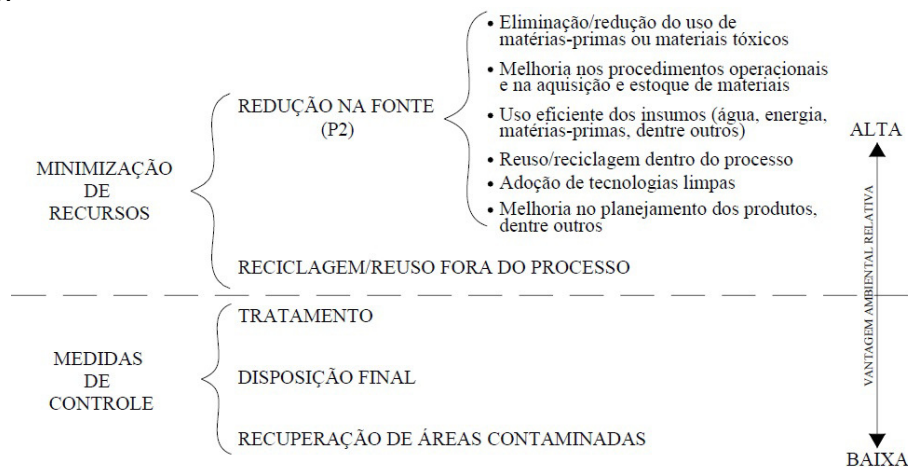 • Eliminação/redução do uso de
matérias-primas ou materiais tóxicos
• Melhoria nos procedimentos operacionais
e na aquisição e estoque de materiais
REDUÇÃO NA FONTE
(P2)
• Uso eficiente dos insumos (água, energia,
matérias-primas, dentre outros)
• Reuso/reciclagem dentro do processo
• Adoção de tecnologias limpas
• Melhoria no planejamento dos produtos,
dentre outros
MINIMIZAÇÃO
DE
RECURSOS
RECICLAGEM/REUSO FORA DO PROCESSO
TRATAMENTO
MEDIDAS
DE
CONTROLE
DISPOSIÇÃO FINAL
RECUPERAÇÃO DE ÁREAS CONTAMINADAS
ALTA
VANTAGEM AMBIENTAL RELATIVA
BAIXA